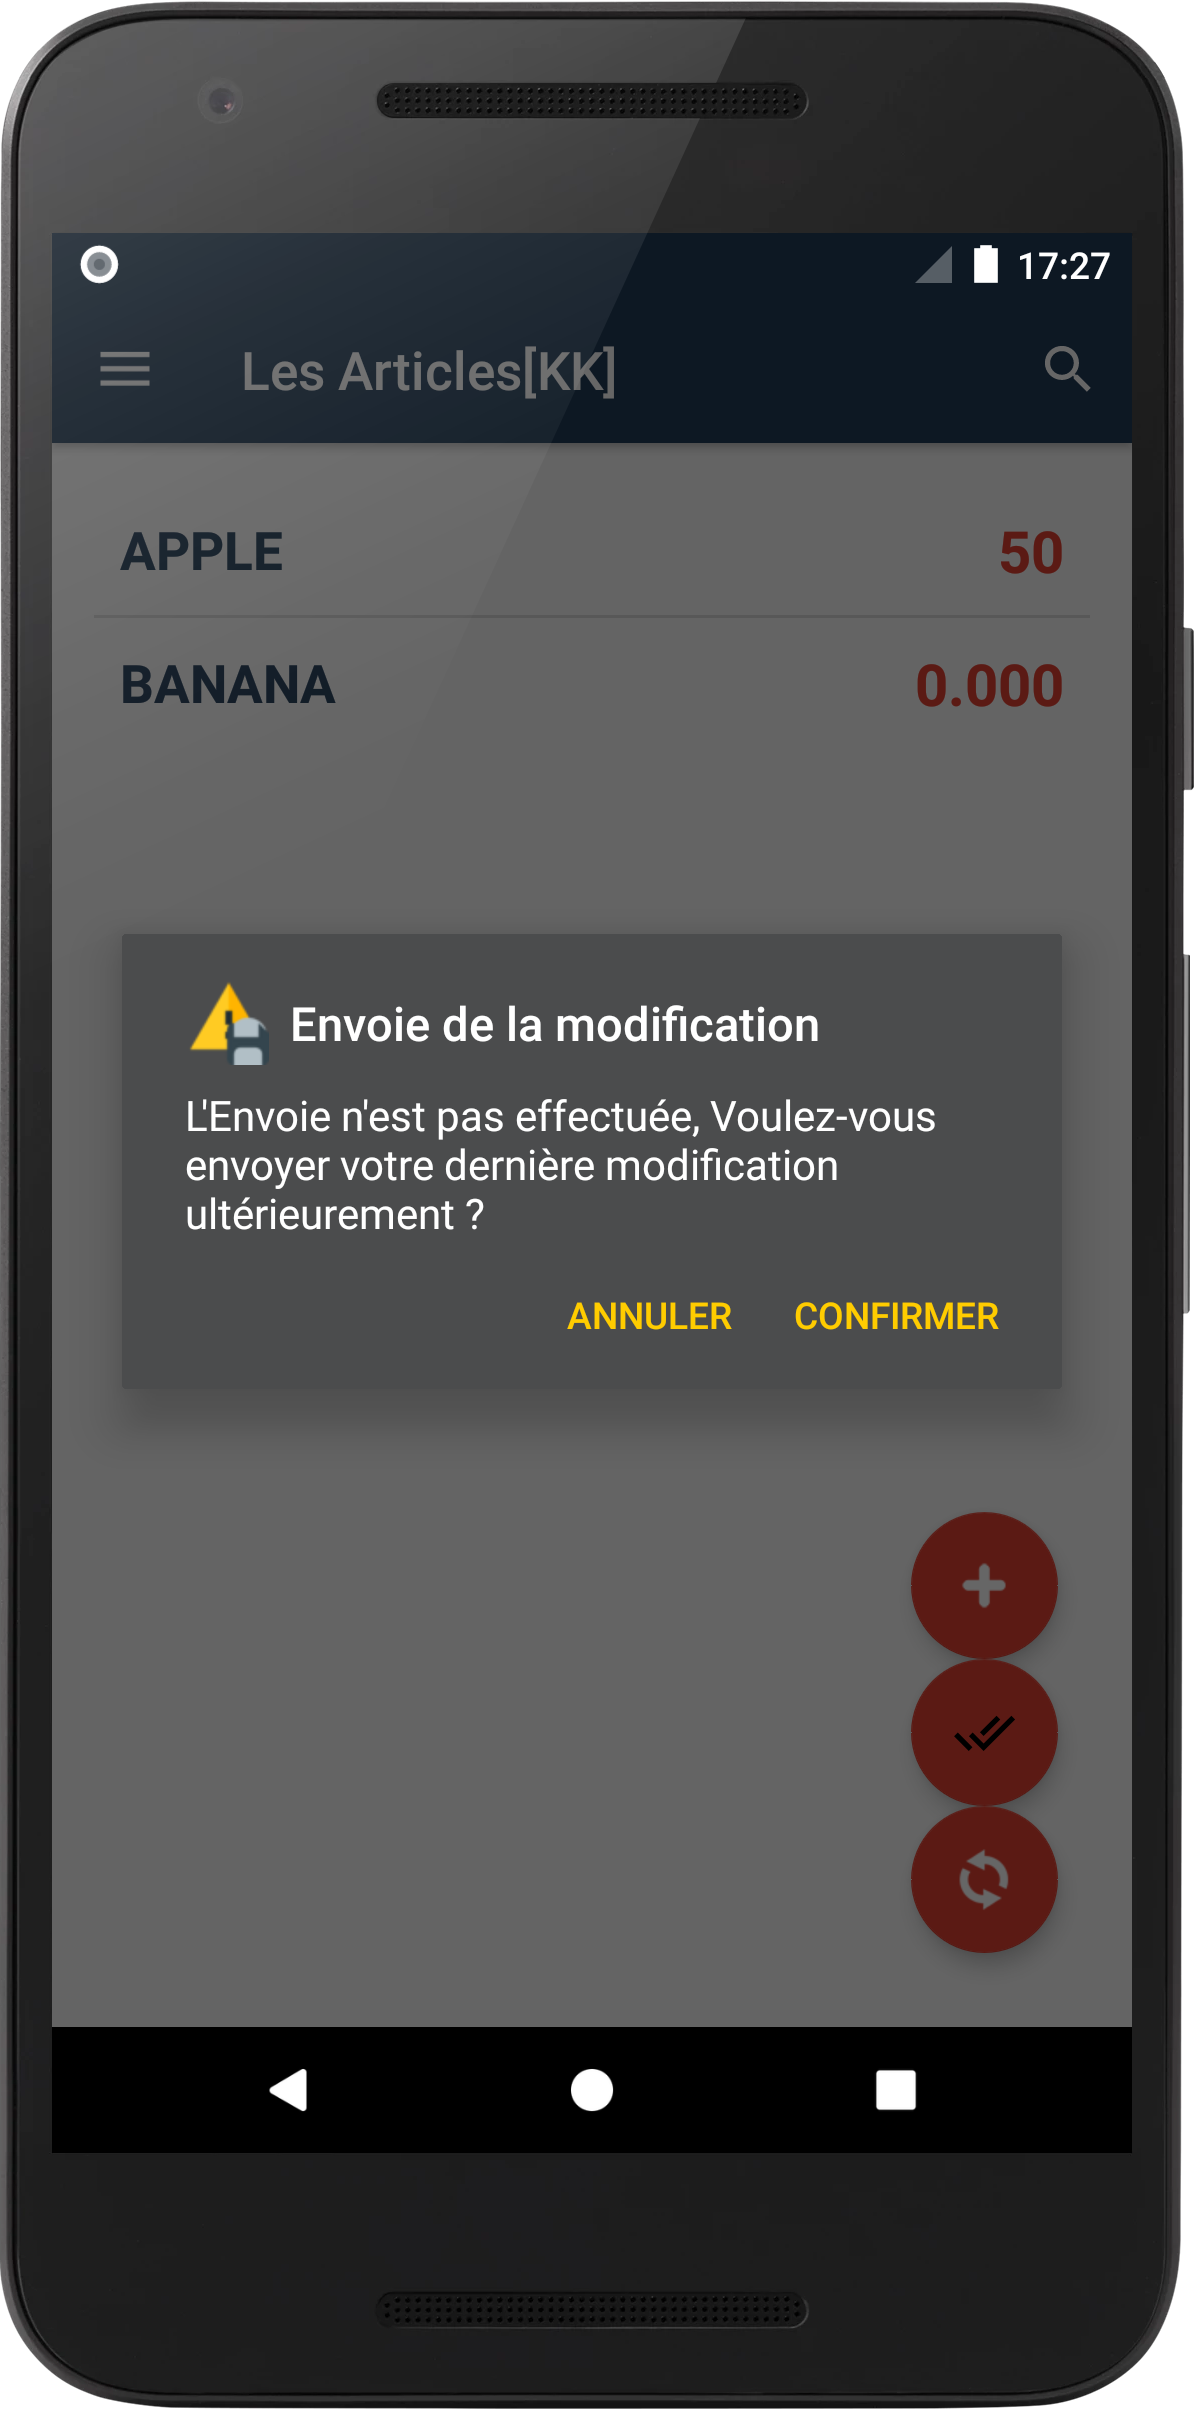 17:27
Les Articles[KK]
APPLE 50
BANANA 0.000
Envoie de la modification
L'Envoie n'est pas effectuée, Voulez-vous
envoyer votre dernière modification
ultérieurement ?
ANNULER CONFIRMER